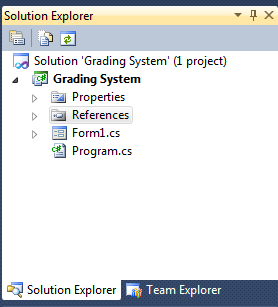 Solution Explorer
Solution 'Grading System' (1 project)
Grading System
Properties
References
Form1.cs
Program.cs
Solution Explorer
Team Explorer